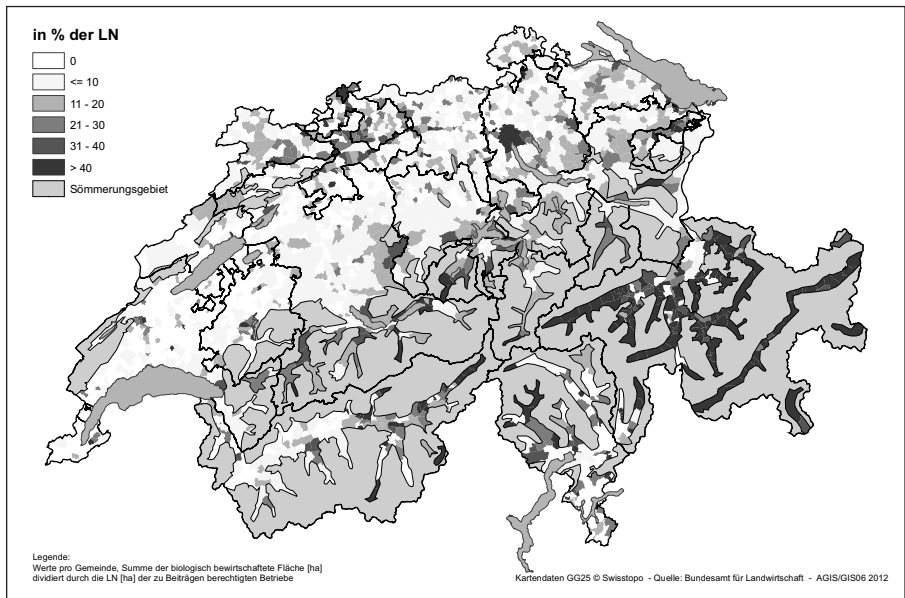 in % der LN
0
<= 10
11 - 20
21 - 30
31 - 40
> 40
Sömmerungsgebiet
Legende:
Werte pro Gemeinde, Summe der biologisch bewirtschaftete Fläche [ha]
dividiert durch die LN [ha] der zu Beiträgen berechtigten Betriebe
Kartendaten GG25 © Swisstopo - Quelle: Bundesamt für Landwirtschaft - AGIS/GIS06 2012